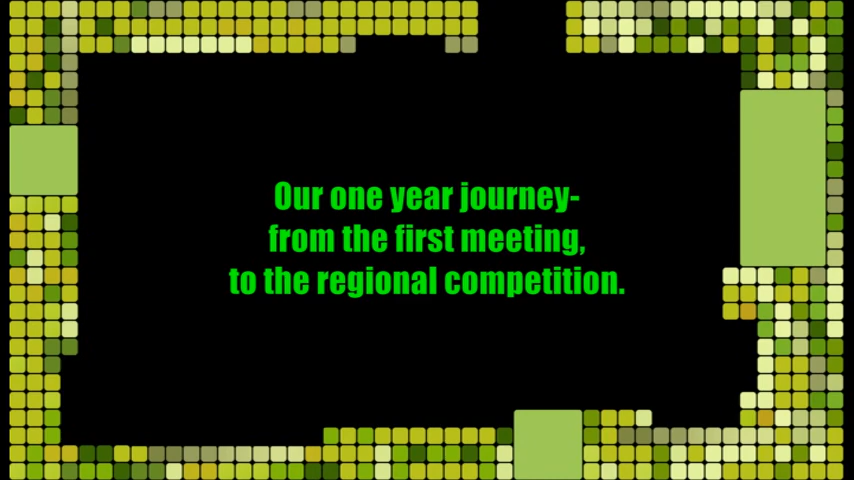 Our one year journey-
from the first meeting,
to the regional competition.